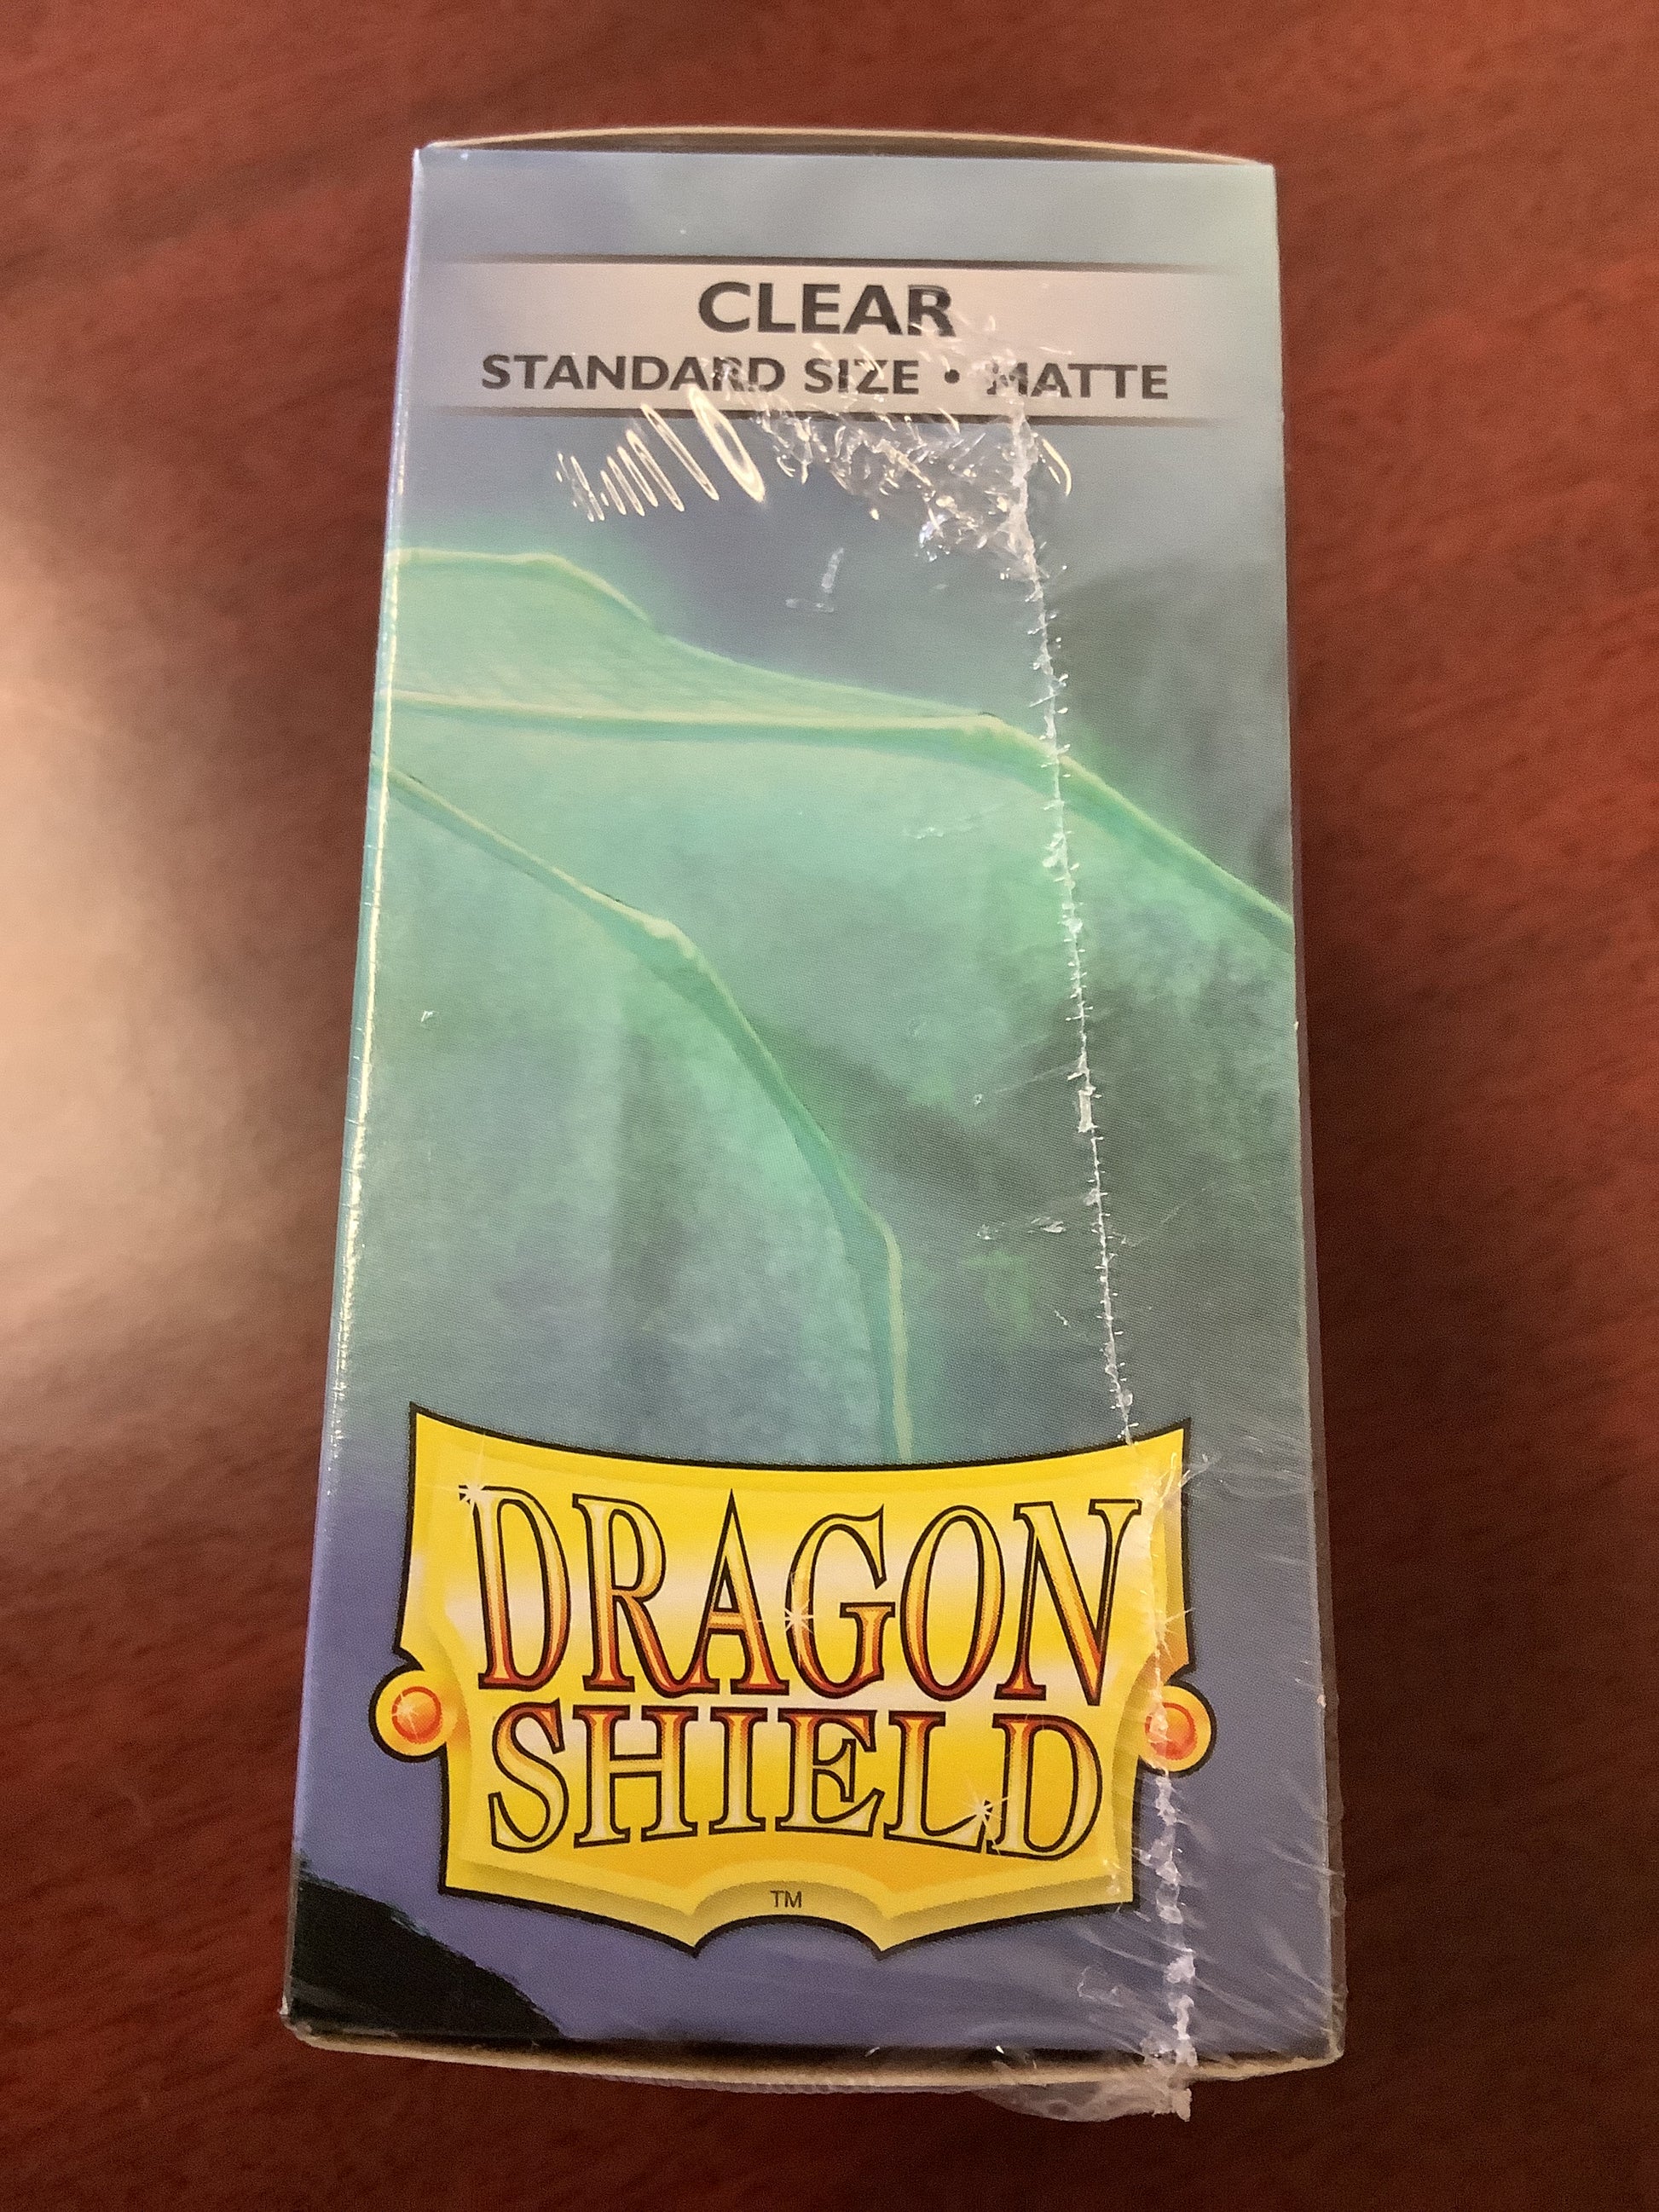 CLEAR
STANDARD SIZE • MATTE
DRAGON
SHIELD
TM